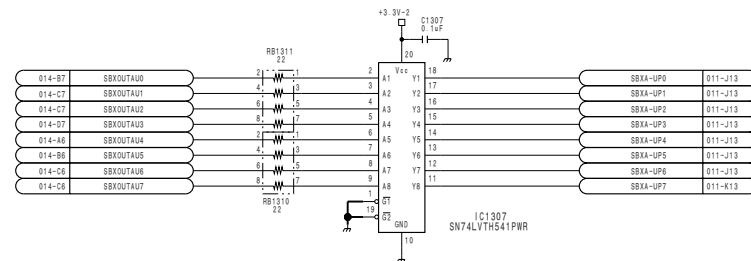 +3.3V-2
C1307
0.1uF
RB1311
22
20
Vcc
014-B7 SBXOUTAU0 2 1 2 A1 Y1 18 SBXA-UP0 011-J13
014-C7 SBXOUTAU1 4 3 3 A2 Y2 17 SBXA-UP1 011-J13
014-C7 SBXOUTAU2 6 5 4 A3 Y3 16 SBXA-UP2 011-J13
014-D7 SBXOUTAU3 8 7 5 A4 Y4 15 SBXA-UP3 011-J13
014-A6 SBXOUTAU4 2 1 6 A5 Y5 14 SBXA-UP4 011-J13
014-B6 SBXOUTAU5 4 3 7 A6 Y6 13 SBXA-UP5 011-J13
014-C6 SBXOUTAU6 6 5 8 A7 Y7 12 SBXA-UP6 011-J13
014-C6 SBXOUTAU7 8 7 9 A8 Y8 11 SBXA-UP7 011-K13
RB1310
22
1 G1
19 G2
GND
10
IC1307
SN74LVTH541PWR